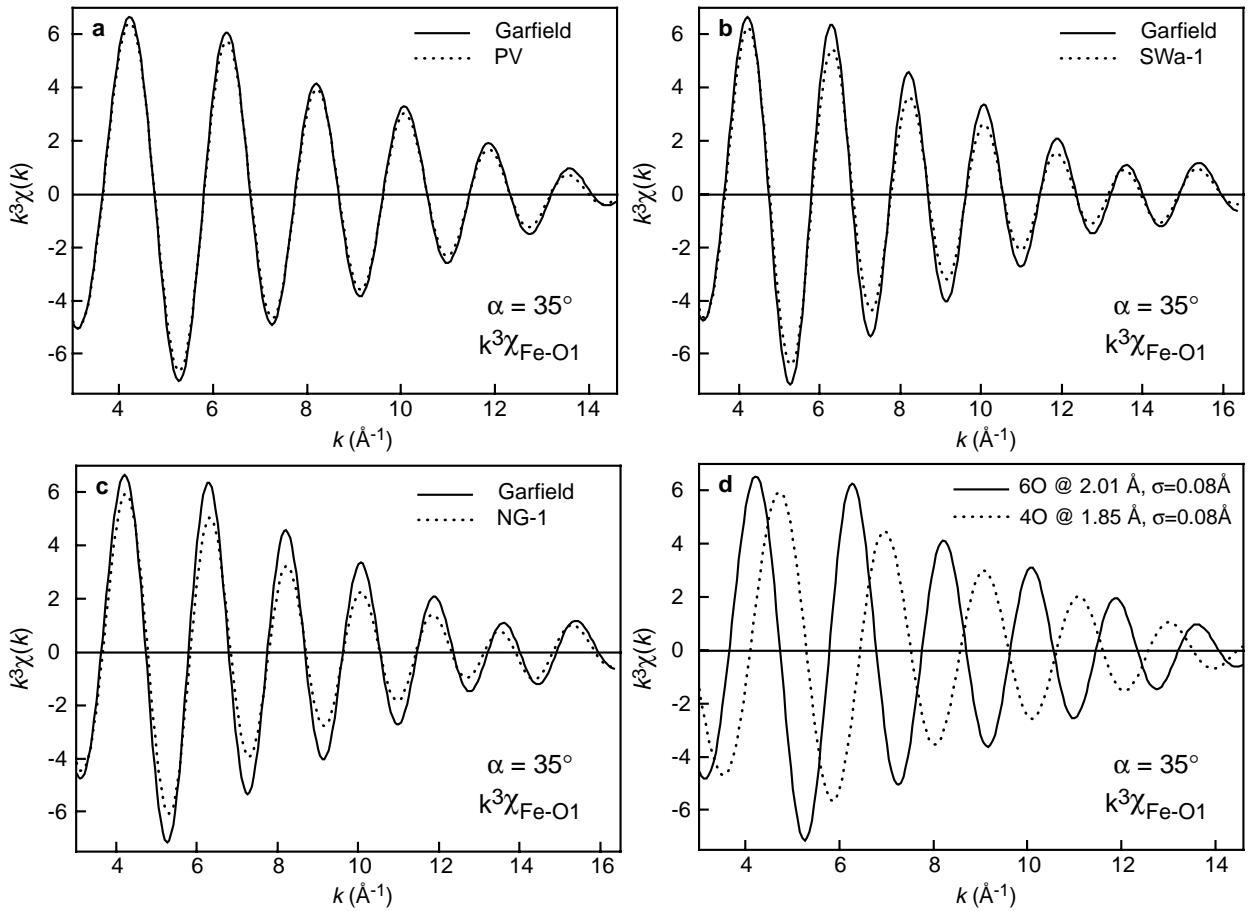 a
Garfield
PV
6
4
2
0
-2
-4
-6
k³χ(k)
α = 35°
k³χFe-O1
4 6 8 10 12 14
k (Å⁻¹)
b
Garfield
SWa-1
6
4
2
0
-2
-4
-6
k³χ(k)
α = 35°
k³χFe-O1
4 6 8 10 12 14 16
k (Å⁻¹)
c
Garfield
NG-1
6
4
2
0
-2
-4
-6
k³χ(k)
α = 35°
k³χFe-O1
4 6 8 10 12 14 16
k (Å⁻¹)
d
6O @ 2.01 Å, σ=0.08Å
4O @ 1.85 Å, σ=0.08Å
6
4
2
0
-2
-4
-6
k³χ(k)
α = 35°
k³χFe-O1
4 6 8 10 12 14
k (Å⁻¹)